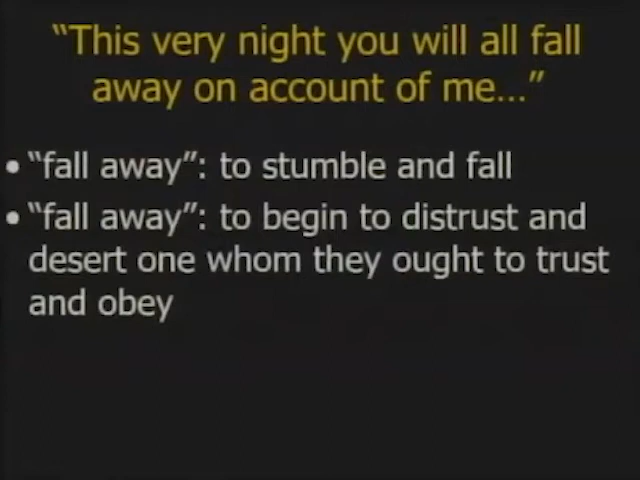 “This very night you will all fall
away on account of me…”
• “fall away”: to stumble and fall
• “fall away”: to begin to distrust and
desert one whom they ought to trust
and obey